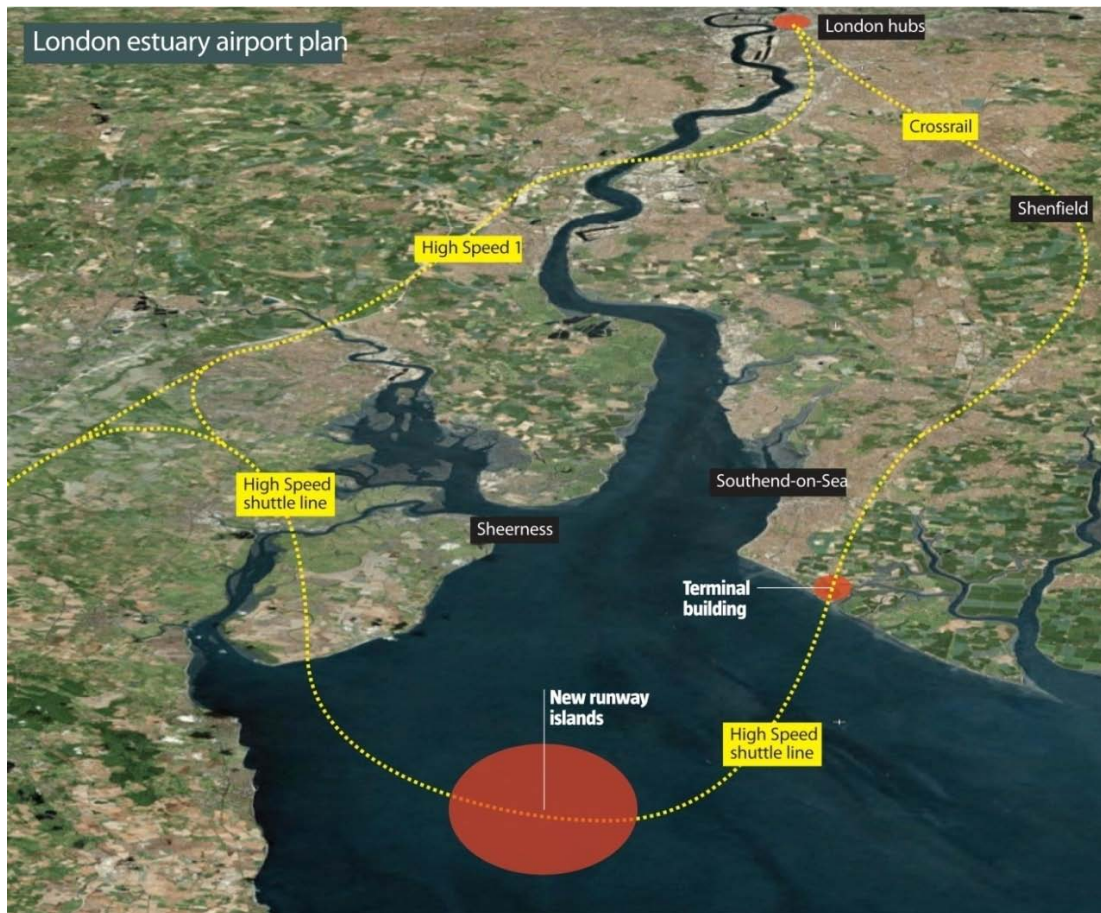 London estuary airport plan
London hubs
Crossrail
Shenfield
High Speed 1
High Speed
shuttle line
Southend-on-Sea
Sheerness
Terminal
building
New runway
islands
High Speed
shuttle line